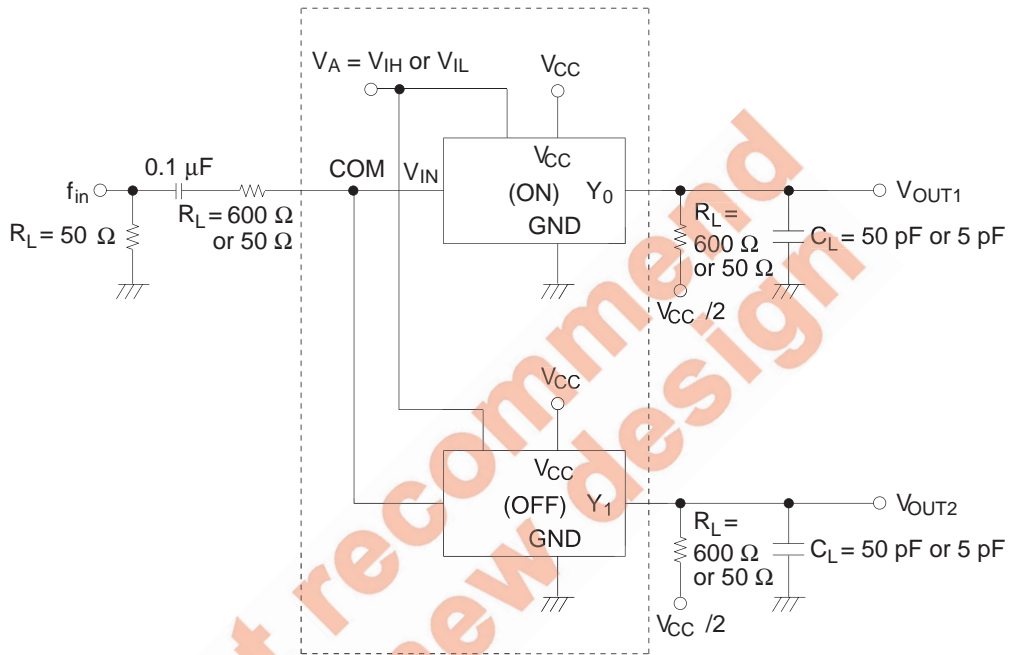 V_A = V_IH or V_IL
V_CC
0.1 μF
COM
V_IN
V_CC
f_in
(ON)
Y_0
V_OUT1
R_L = 600 Ω
or 50 Ω
GND
R_L = 50 Ω
R_L =
600 Ω
or 50 Ω
C_L = 50 pF or 5 pF
V_CC /2
V_CC
V_CC
(OFF)
Y_1
V_OUT2
GND
R_L =
600 Ω
or 50 Ω
C_L = 50 pF or 5 pF
V_CC /2
recommend
new design